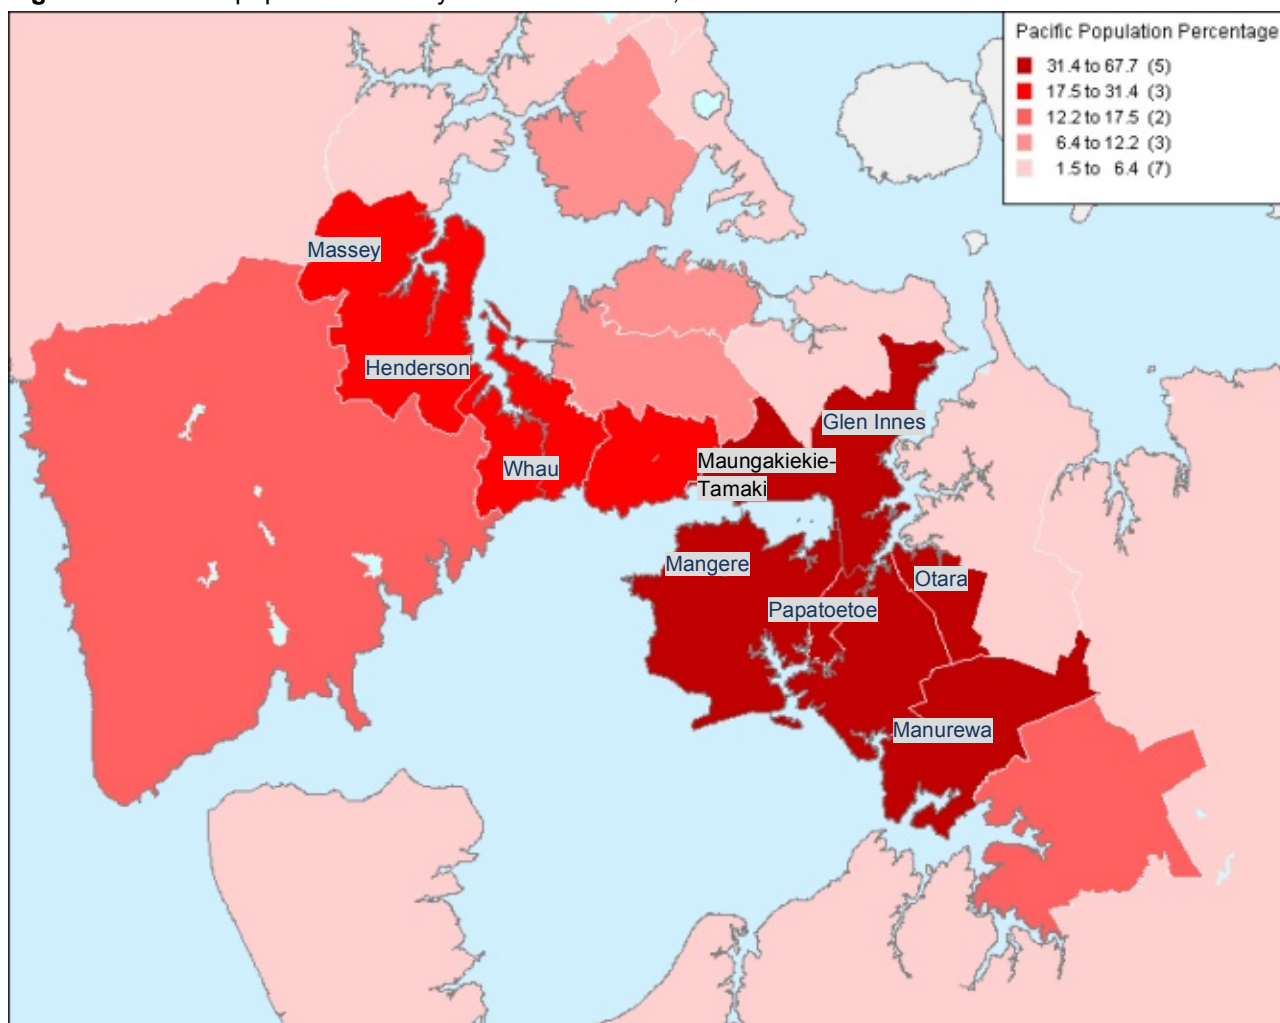 Pacific Population Percentage
31.4 to 67.7 (5)
17.5 to 31.4 (3)
12.2 to 17.5 (2)
6.4 to 12.2 (3)
1.5 to 6.4 (7)
Massey
Henderson
Glen Innes
Whau
Maungakiekie-
Tamaki
Mangere
Otara
Papatoetoe
Manurewa